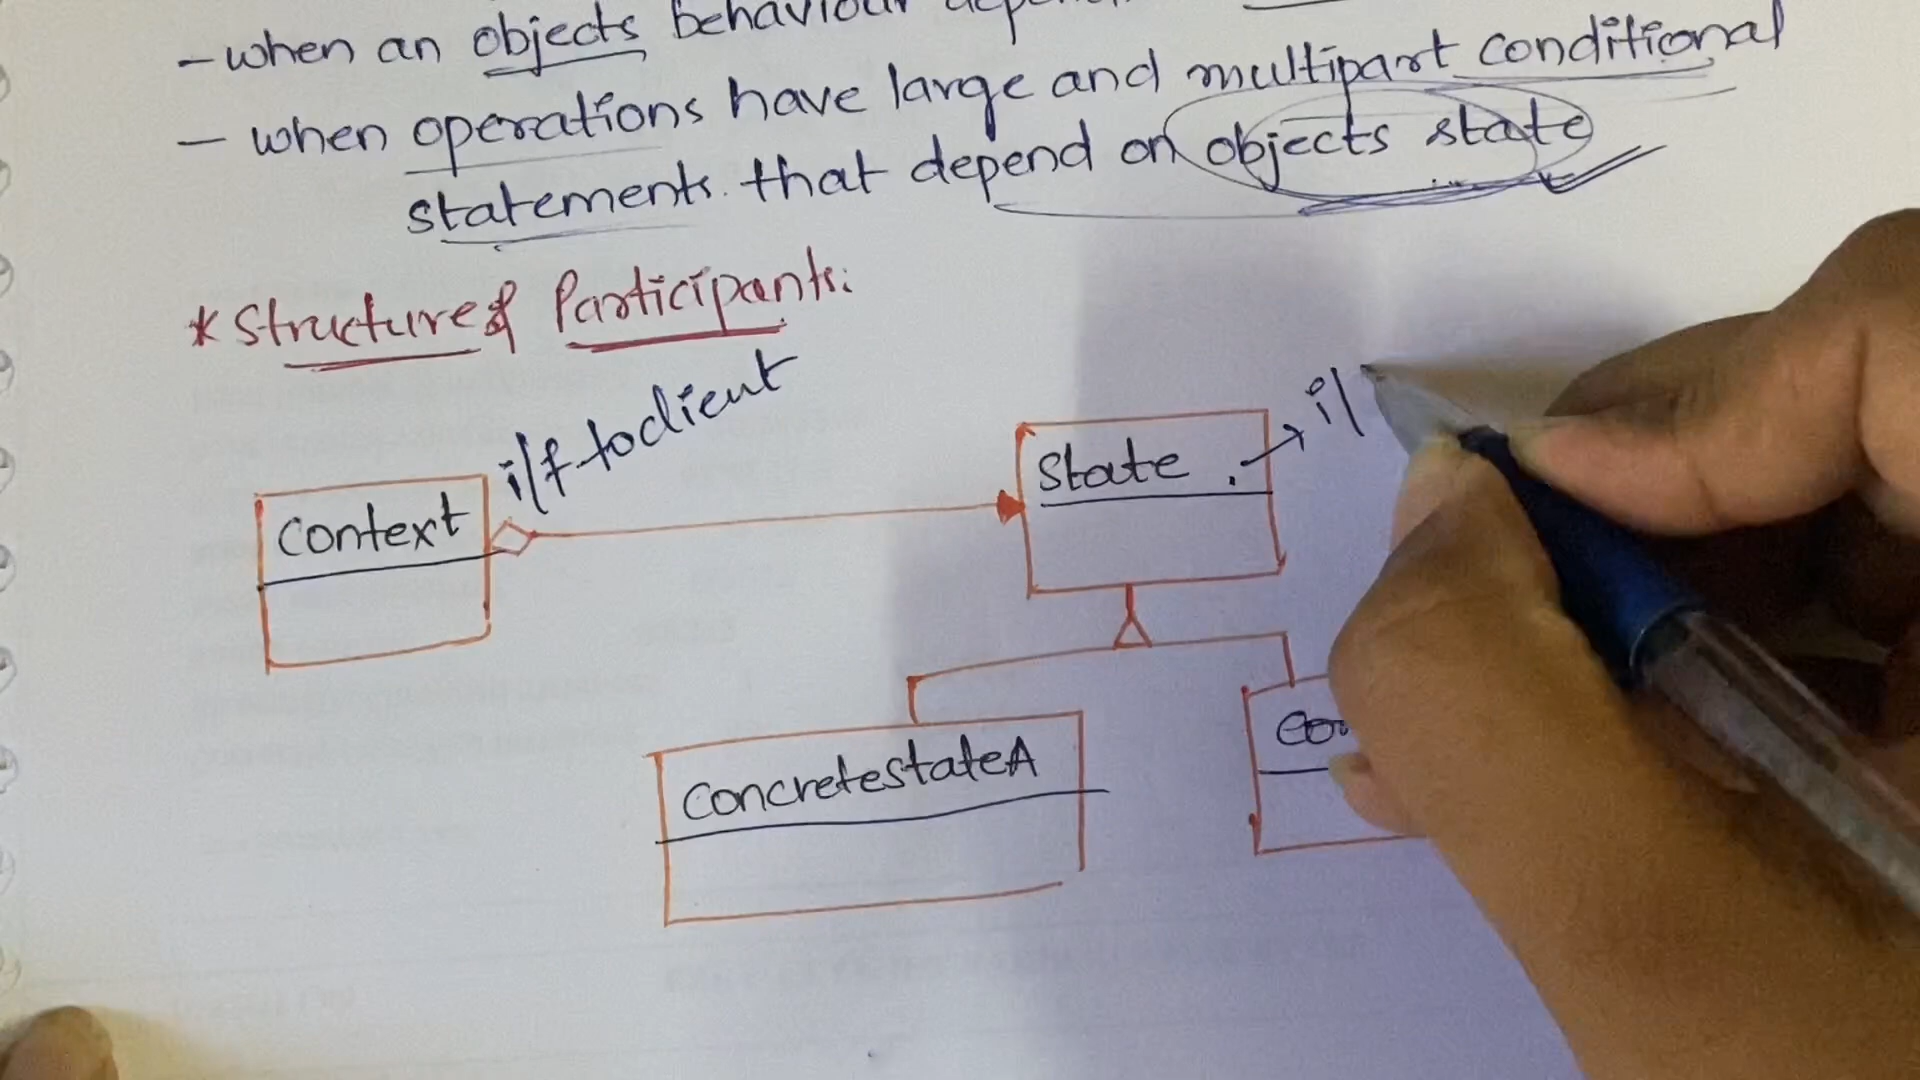 - when an objects behaviour
- when operations have large and multipart conditional
statements that depend on objects state
* Structure & Participants:
i/f to client
i/
State
Context
ConcretestateA